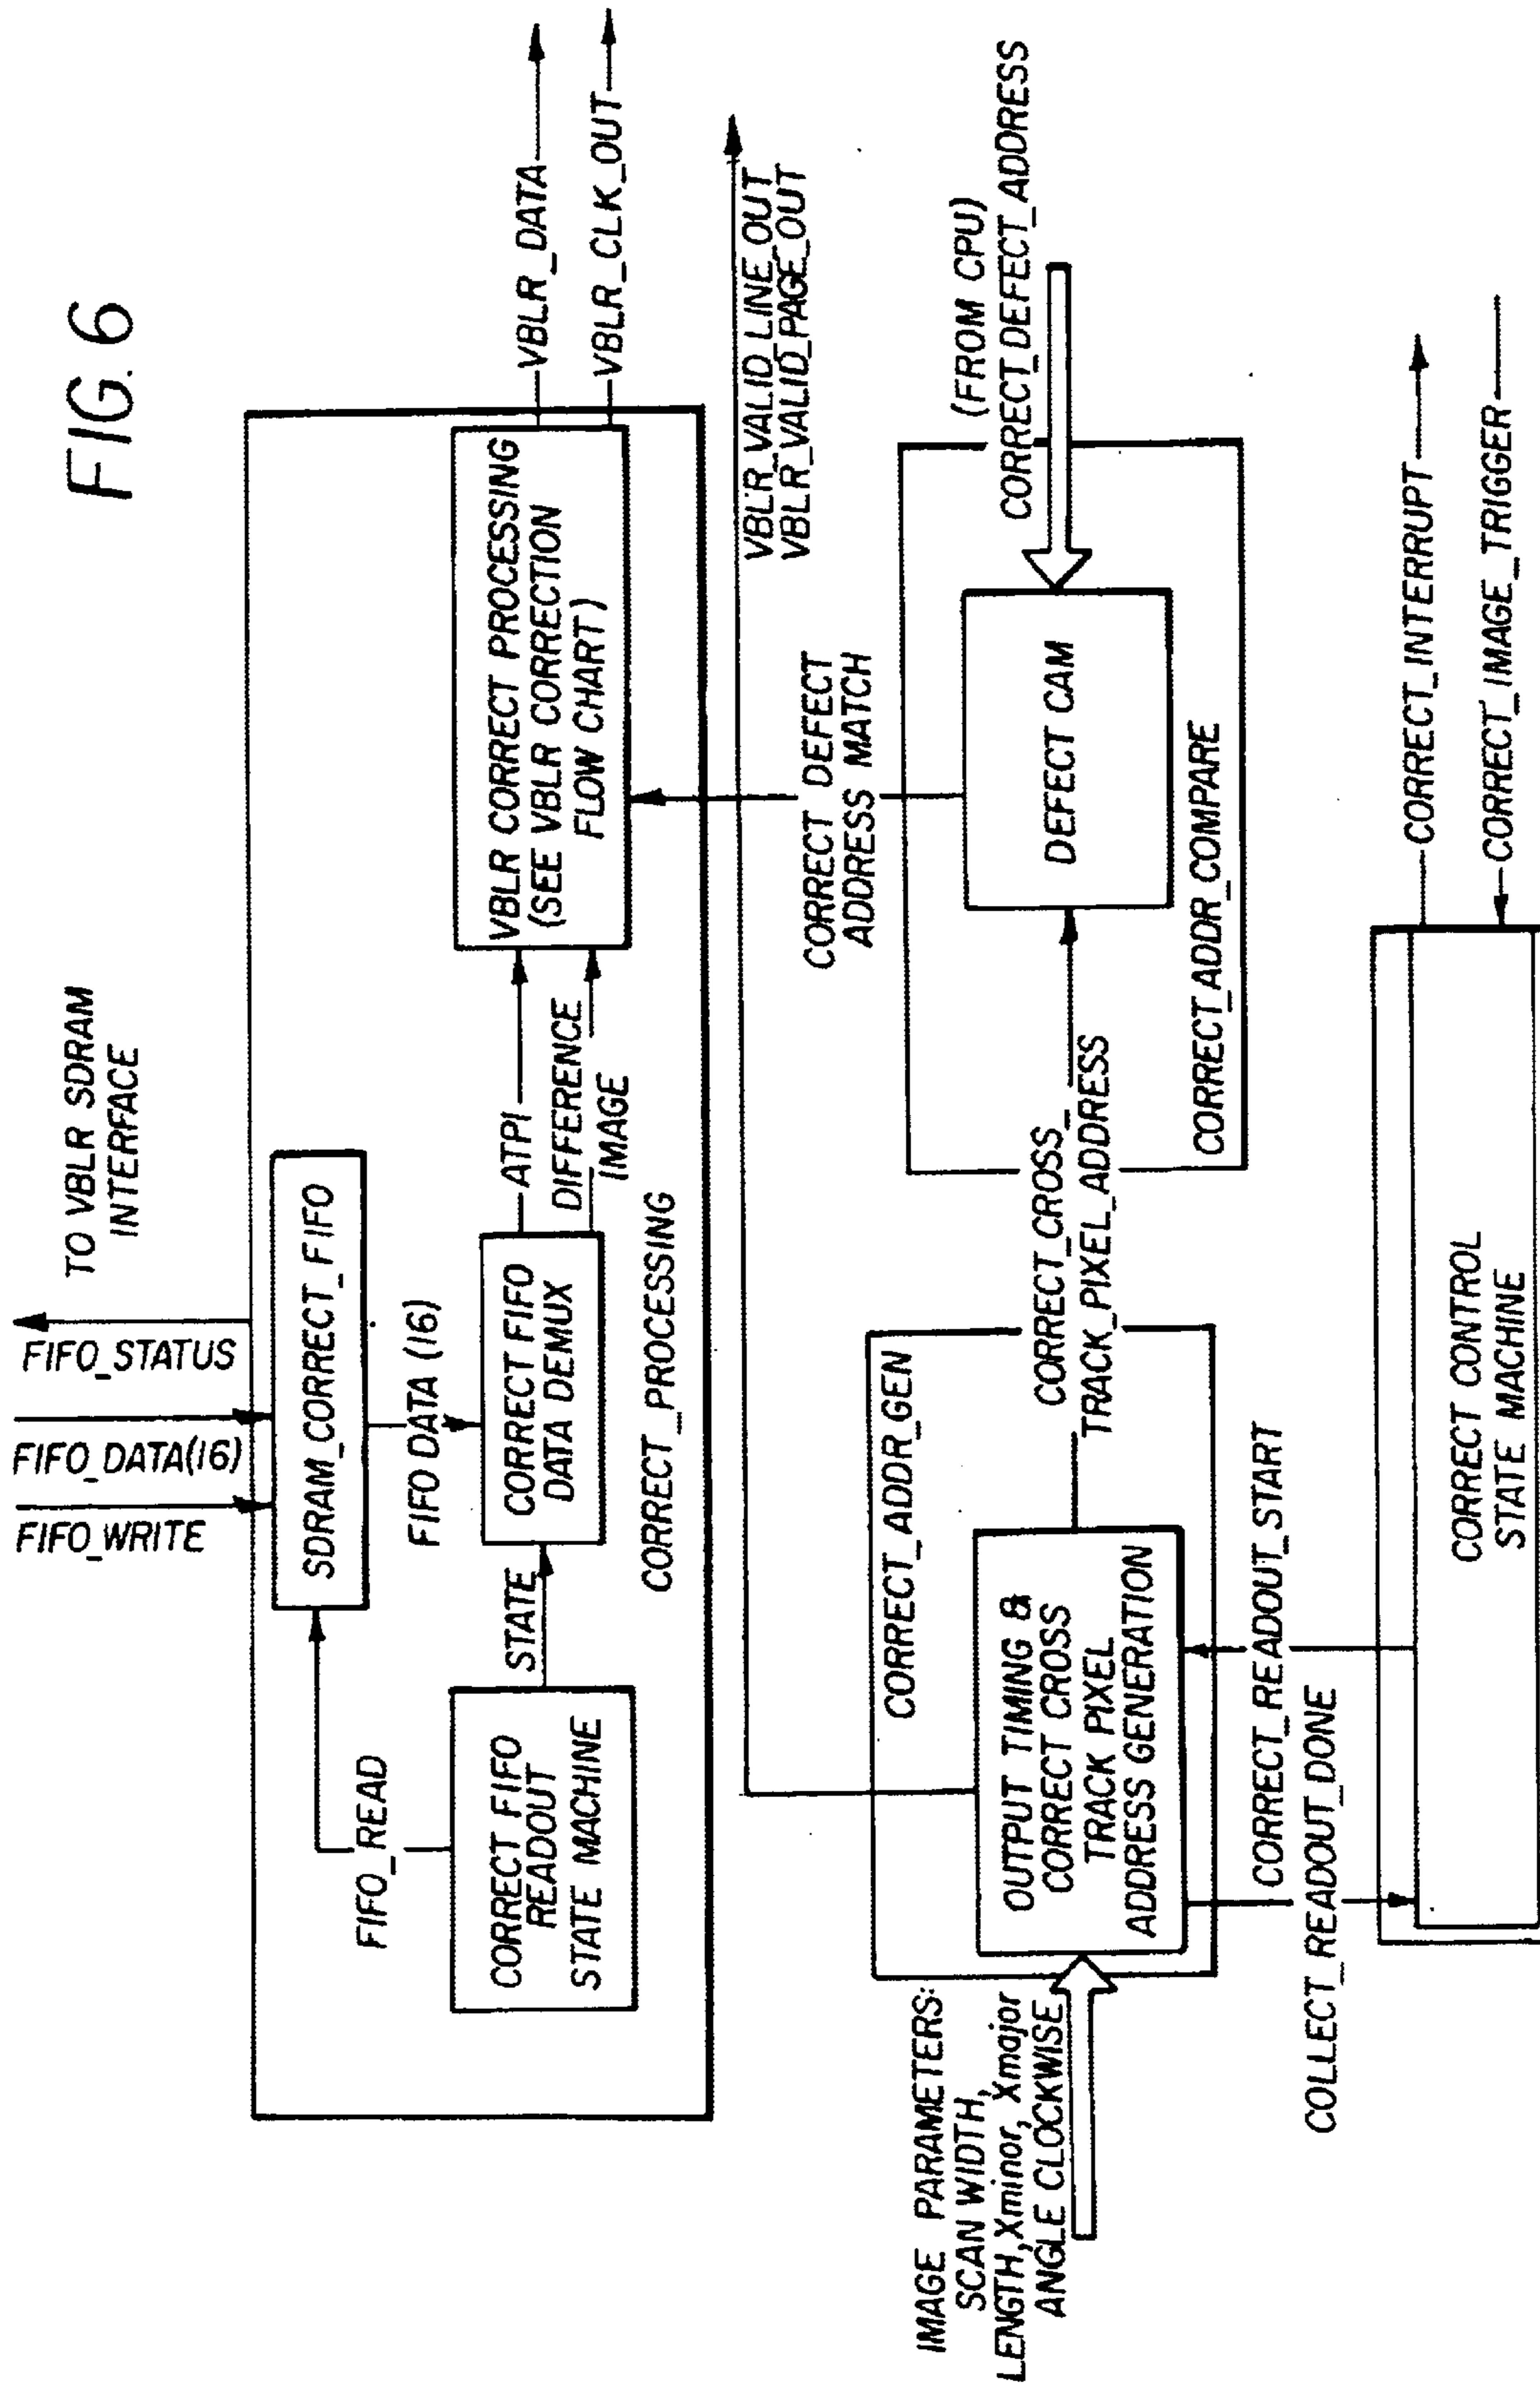 FIG. 6
TO VBLR SDRAM
INTERFACE
FIFO_STATUS
FIFO_DATA(16)
FIFO_WRITE
SDRAM_CORRECT_FIFO
FIFO_READ
FIFO DATA (16)
CORRECT FIFO
READOUT
STATE MACHINE
STATE
CORRECT FIFO
DATA DEMUX
ATPI
DIFFERENCE
IMAGE
VBLR CORRECT PROCESSING
(SEE VBLR CORRECTION
FLOW CHART)
VBLR_DATA
VBLR_CLK_OUT
CORRECT_PROCESSING
VBLR_VALID_LINE_OUT
VBLR_VALID_PAGE_OUT
CORRECT DEFECT
ADDRESS MATCH
(FROM CPU)
CORRECT_DEFECT_ADDRESS
CORRECT_ADDR_GEN
IMAGE PARAMETERS:
SCAN WIDTH,
LENGTH,Xminor, Xmajor
ANGLE CLOCKWISE
OUTPUT TIMING &
CORRECT CROSS
TRACK PIXEL
ADDRESS GENERATION
CORRECT_CROSS_
TRACK_PIXEL_ADDRESS
DEFECT CAM
CORRECT_ADDR_COMPARE
CORRECT_READOUT_START
COLLECT_READOUT_DONE
CORRECT CONTROL
STATE MACHINE
CORRECT_INTERRUPT
CORRECT_IMAGE_TRIGGER